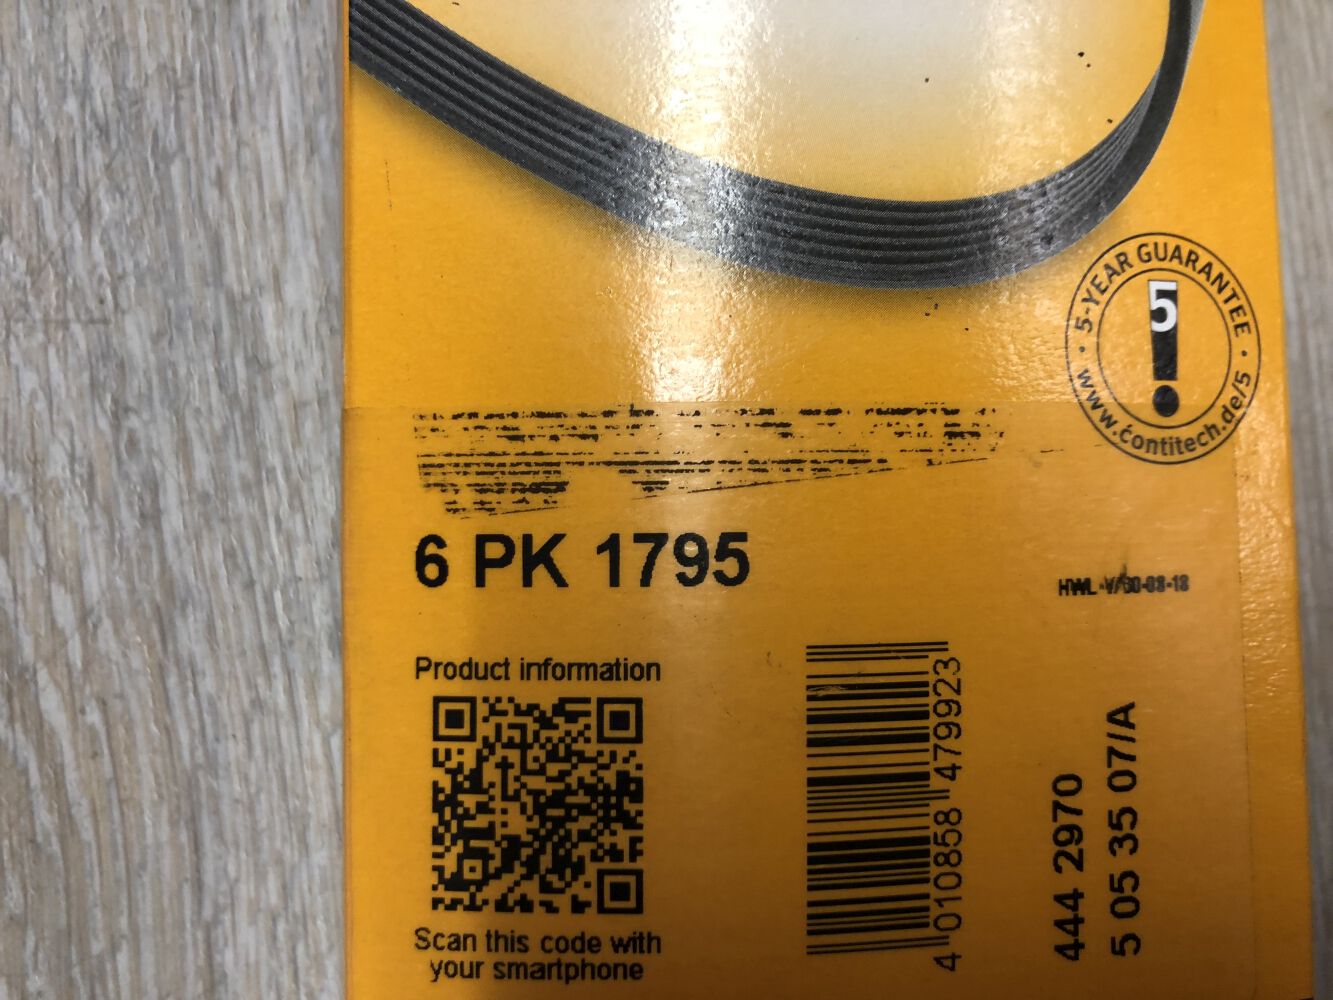 5-YEAR GUARANTEE
5
www.contitech.de/5
6 PK 1795
Product information
Scan this code with
your smartphone
4 010858 479923
444 2970
5 05 35 07/A